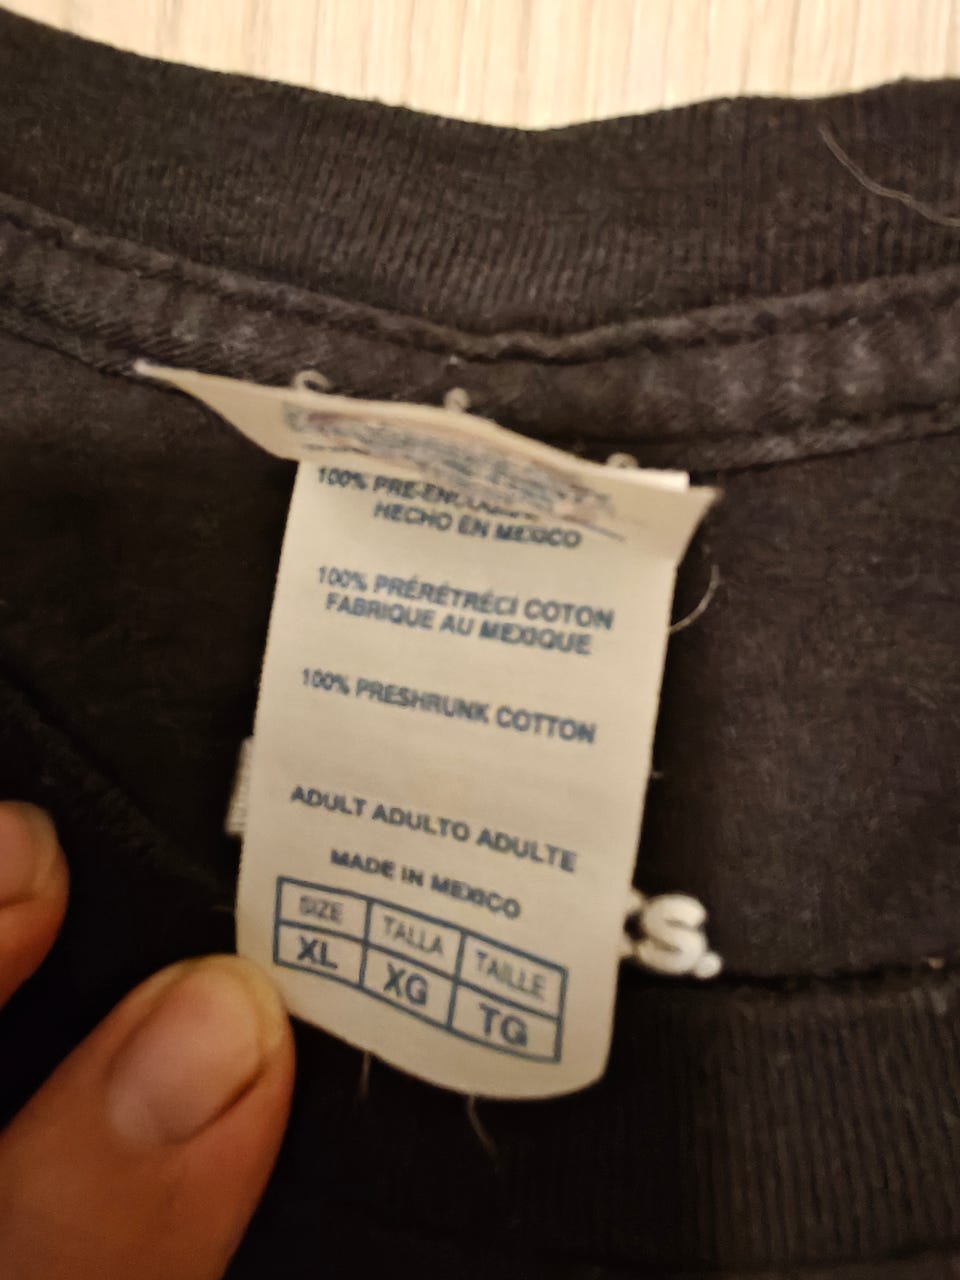 100%
HECHO EN MEXICO
100% PRÉRÉTRÉCI COTON
FABRIQUE AU MEXIQUE
100% PRESHRUNK COTTON
ADULT ADULTO ADULTE
MADE IN MEXICO
SIZE TALLA TAILLE
XL XG TG
S